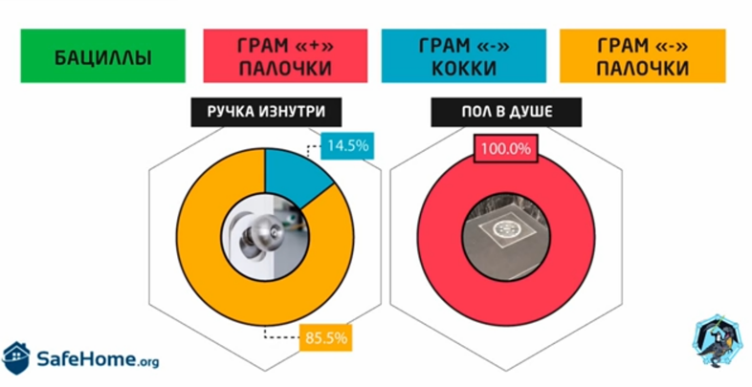 БАЦИЛЛЫ
ГРАМ «+»
ПАЛОЧКИ
ГРАМ «-»
КОККИ
ГРАМ «-»
ПАЛОЧКИ
РУЧКА ИЗНУТРИ
ПОЛ В ДУШЕ
14.5%
100.0%
85.5%
SafeHome.org